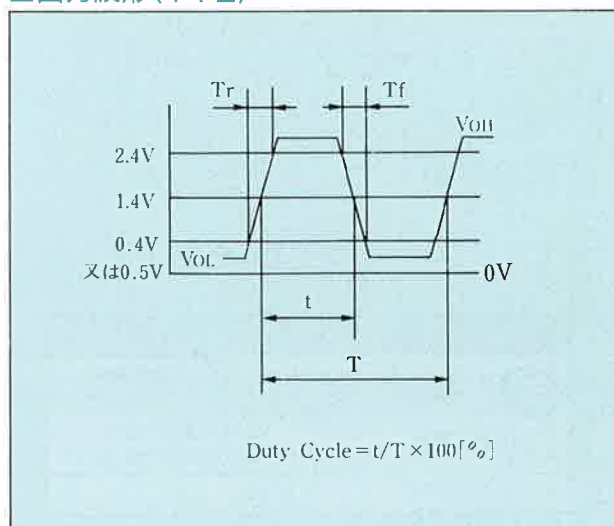 Tr Tf
VOH
2.4V
1.4V
0.4V
VOL
又は0.5V
0V
t
T
Duty Cycle=t/T×100[%]